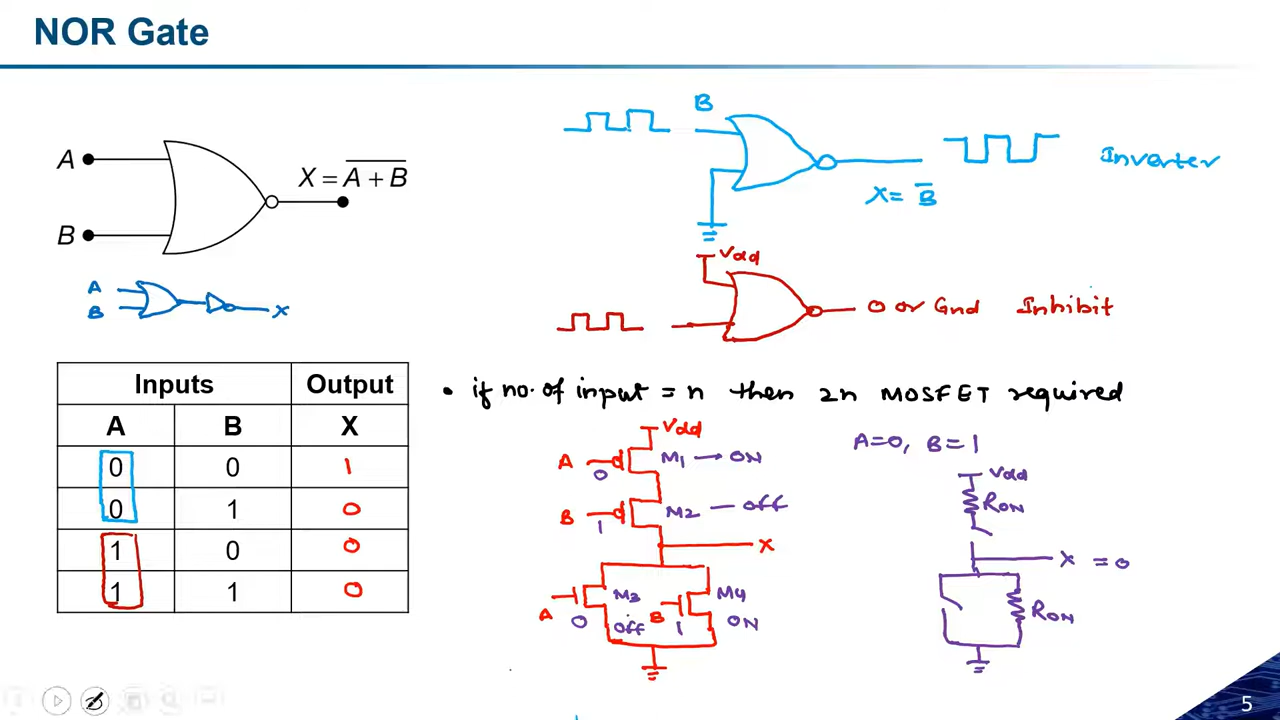 NOR Gate
A
B
X = \overline{A + B}
A
B
X
B
X = \overline{B}
Inverter
Vdd
0 or Gnd Inhibit
Inputs Output
A B X
0 0 1
0 1 0
1 0 0
1 1 0
• if no. of input = n then 2n MOSFET required
Vdd
A 0 M1 → ON
B 1 M2 — off
X
A 0 M3 off
B 1 M4 ON
A=0, B=1
Vdd
RON
X = 0
RON
5